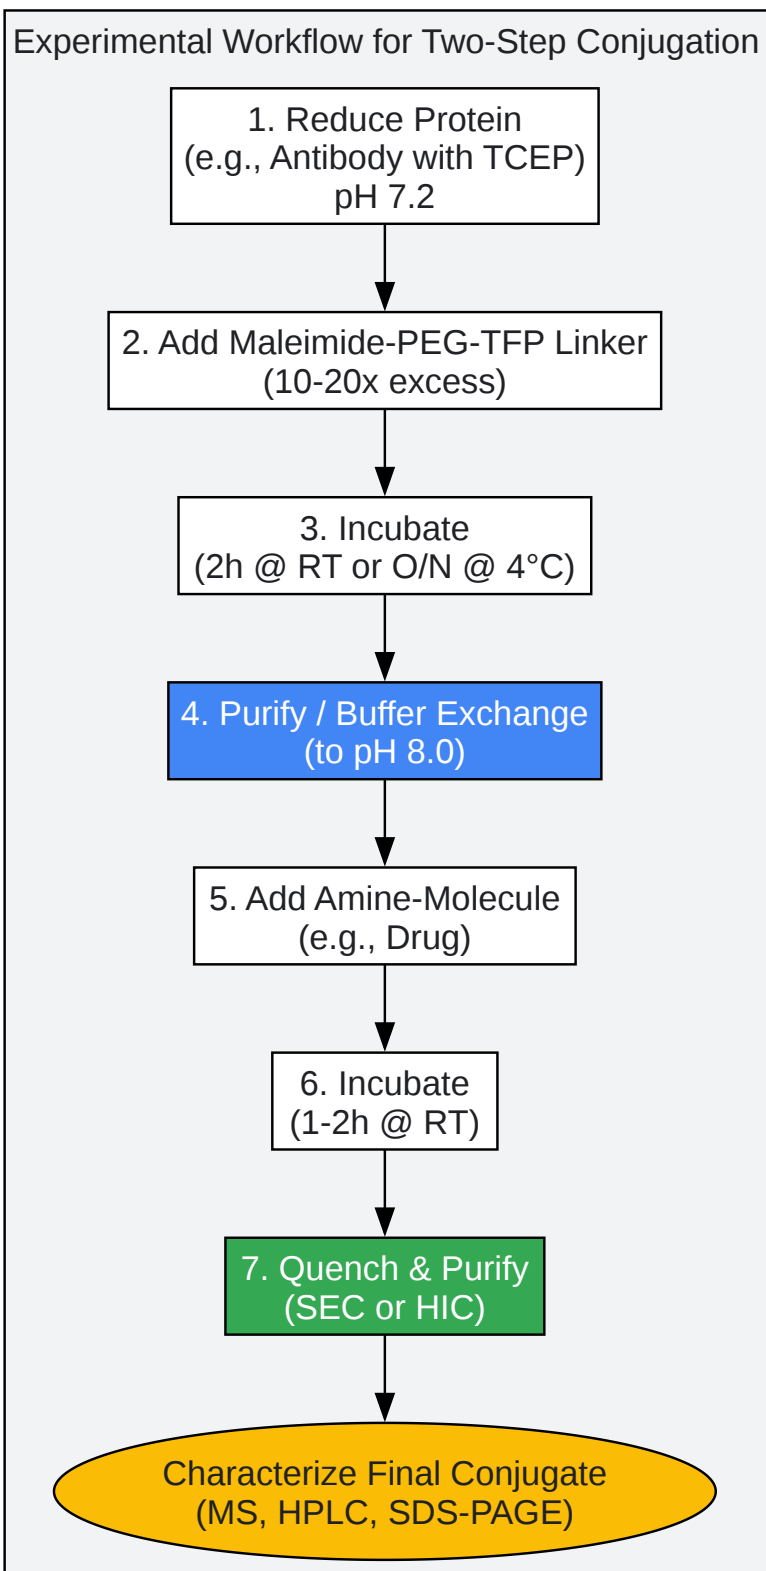 Experimental Workflow for Two-Step Conjugation
1. Reduce Protein
(e.g., Antibody with TCEP)
pH 7.2
2. Add Maleimide-PEG-TFP Linker
(10-20x excess)
3. Incubate
(2h @ RT or O/N @ 4°C)
4. Purify / Buffer Exchange
(to pH 8.0)
5. Add Amine-Molecule
(e.g., Drug)
6. Incubate
(1-2h @ RT)
7. Quench & Purify
(SEC or HIC)
Characterize Final Conjugate
(MS, HPLC, SDS-PAGE)